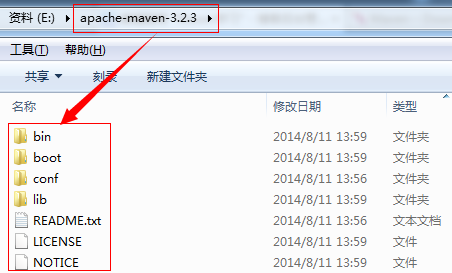 资料 (E:) ▸ apache-maven-3.2.3 ▸
工具(T) 帮助(H)
共享 ▼ 刻录 新建文件夹
名称 修改日期 类型
bin 2014/8/11 13:59 文件夹
boot 2014/8/11 13:59 文件夹
conf 2014/8/11 13:56 文件夹
lib 2014/8/11 13:59 文件夹
README.txt 2014/8/11 13:56 文本文档
LICENSE 2014/8/11 13:59 文件
NOTICE 2014/8/11 13:59 文件